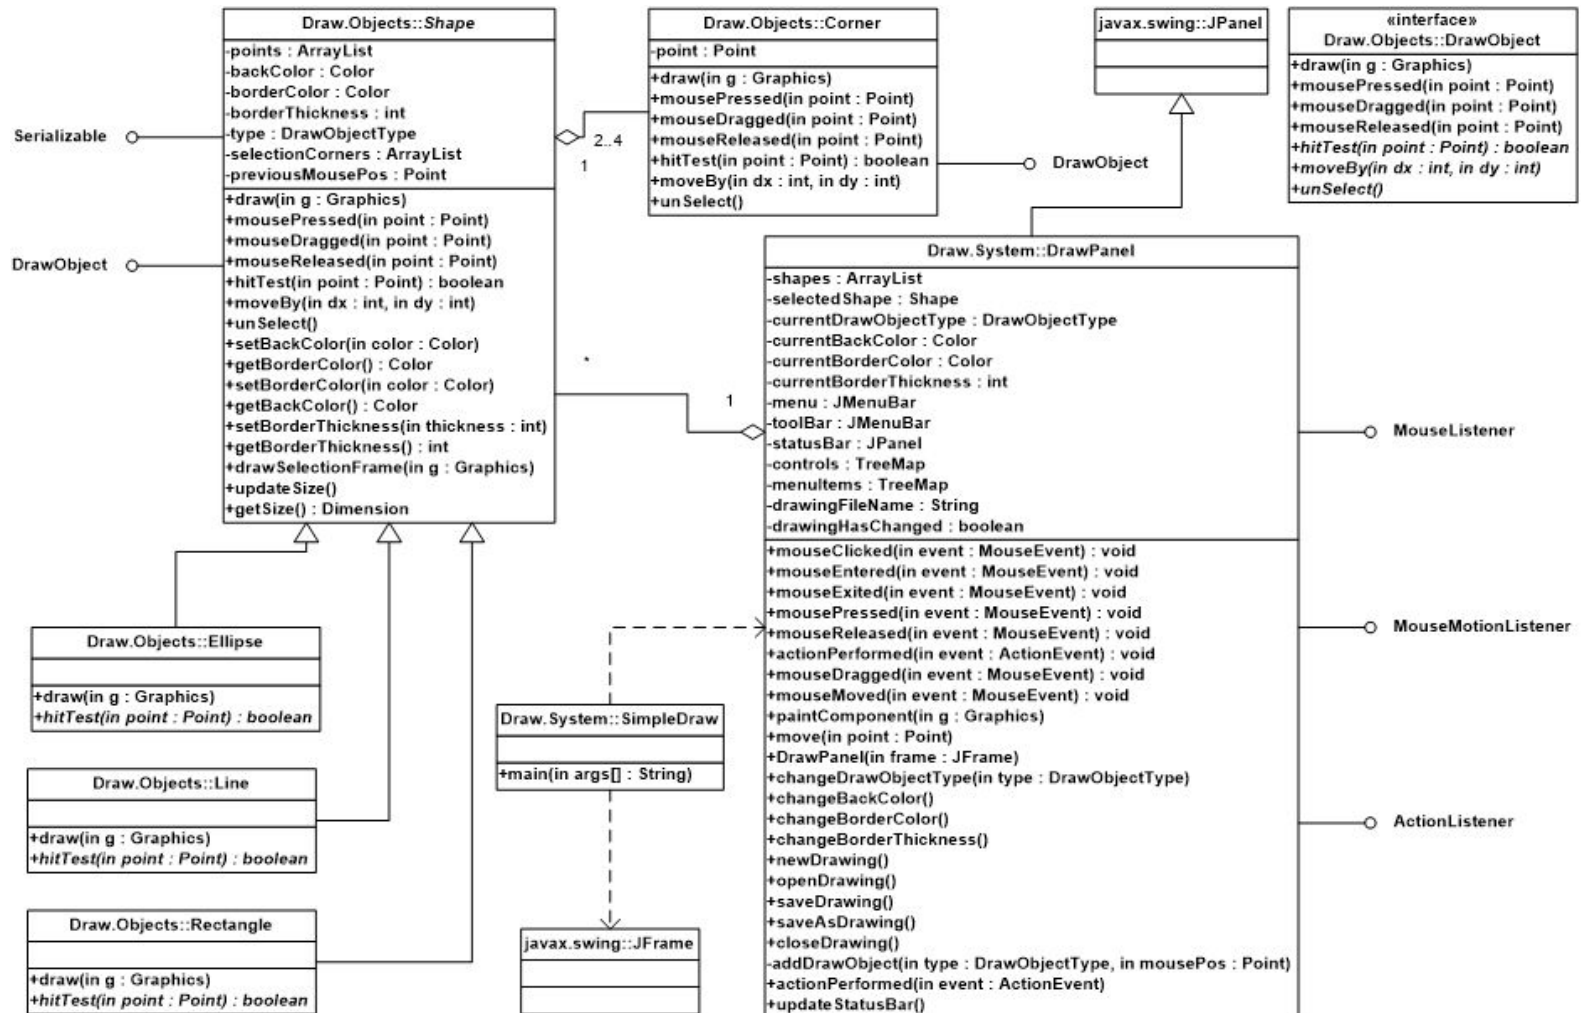 Draw.Objects::Shape
-points : ArrayList
-backColor : Color
-borderColor : Color
-borderThickness : int
-type : DrawObjectType
-selectionCorners : ArrayList
-previousMousePos : Point
+draw(in g : Graphics)
+mousePressed(in point : Point)
+mouseDragged(in point : Point)
+mouseReleased(in point : Point)
+hitTest(in point : Point) : boolean
+moveBy(in dx : int, in dy : int)
+unSelect()
+setBackColor(in color : Color)
+getBorderColor() : Color
+setBorderColor(in color : Color)
+getBackColor() : Color
+setBorderThickness(in thickness : int)
+getBorderThickness() : int
+drawSelectionFrame(in g : Graphics)
+updateSize()
+getSize() : Dimension
Serializable
DrawObject
2..4
1
Draw.Objects::Corner
-point : Point
+draw(in g : Graphics)
+mousePressed(in point : Point)
+mouseDragged(in point : Point)
+mouseReleased(in point : Point)
+hitTest(in point : Point) : boolean
+moveBy(in dx : int, in dy : int)
+unSelect()
DrawObject
javax.swing::JPanel
«interface»
Draw.Objects::DrawObject
+draw(in g : Graphics)
+mousePressed(in point : Point)
+mouseDragged(in point : Point)
+mouseReleased(in point : Point)
+hitTest(in point : Point) : boolean
+moveBy(in dx : int, in dy : int)
+unSelect()
*
1
Draw.System::DrawPanel
-shapes : ArrayList
-selectedShape : Shape
-currentDrawObjectType : DrawObjectType
-currentBackColor : Color
-currentBorderColor : Color
-currentBorderThickness : int
-menu : JMenuBar
-toolBar : JMenuBar
-statusBar : JPanel
-controls : TreeMap
-menuItems : TreeMap
-drawingFileName : String
-drawingHasChanged : boolean
+mouseClicked(in event : MouseEvent) : void
+mouseEntered(in event : MouseEvent) : void
+mouseExited(in event : MouseEvent) : void
+mousePressed(in event : MouseEvent) : void
+mouseReleased(in event : MouseEvent) : void
+actionPerformed(in event : ActionEvent) : void
+mouseDragged(in event : MouseEvent) : void
+mouseMoved(in event : MouseEvent) : void
+paintComponent(in g : Graphics)
+move(in point : Point)
+DrawPanel(in frame : JFrame)
+changeDrawObjectType(in type : DrawObjectType)
+changeBackColor()
+changeBorderColor()
+changeBorderThickness()
+newDrawing()
+openDrawing()
+saveDrawing()
+saveAsDrawing()
+closeDrawing()
-addDrawObject(in type : DrawObjectType, in mousePos : Point)
+actionPerformed(in event : ActionEvent)
+updateStatusBar()
MouseListener
MouseMotionListener
ActionListener
Draw.Objects::Ellipse
+draw(in g : Graphics)
+hitTest(in point : Point) : boolean
Draw.Objects::Line
+draw(in g : Graphics)
+hitTest(in point : Point) : boolean
Draw.Objects::Rectangle
+draw(in g : Graphics)
+hitTest(in point : Point) : boolean
Draw.System::SimpleDraw
+main(in args[] : String)
javax.swing::JFrame